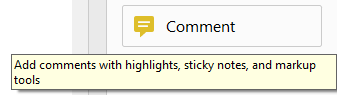 Comment
Add comments with highlights, sticky notes, and markup
tools